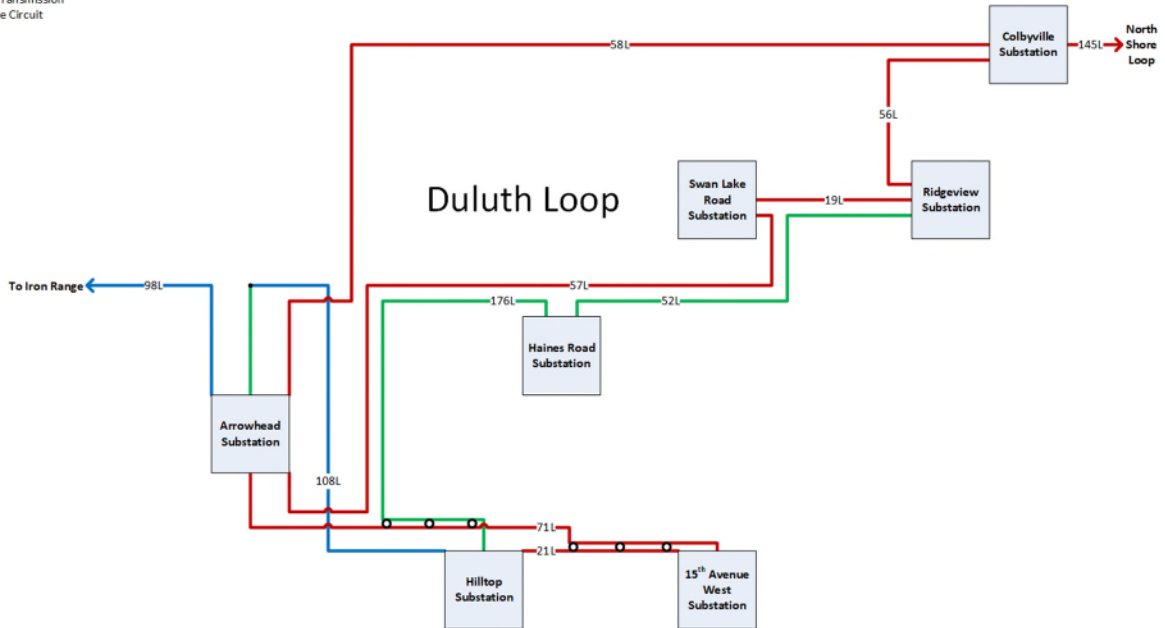 e Circuit
58L
Colbyville
Substation
145L
North
Shore
Loop
56L
Swan Lake
Road
Substation
19L
Ridgeview
Substation
Duluth Loop
To Iron Range
98L
57L
176L
52L
Haines Road
Substation
Arrowhead
Substation
108L
71L
21L
Hilltop
Substation
15th Avenue
West
Substation